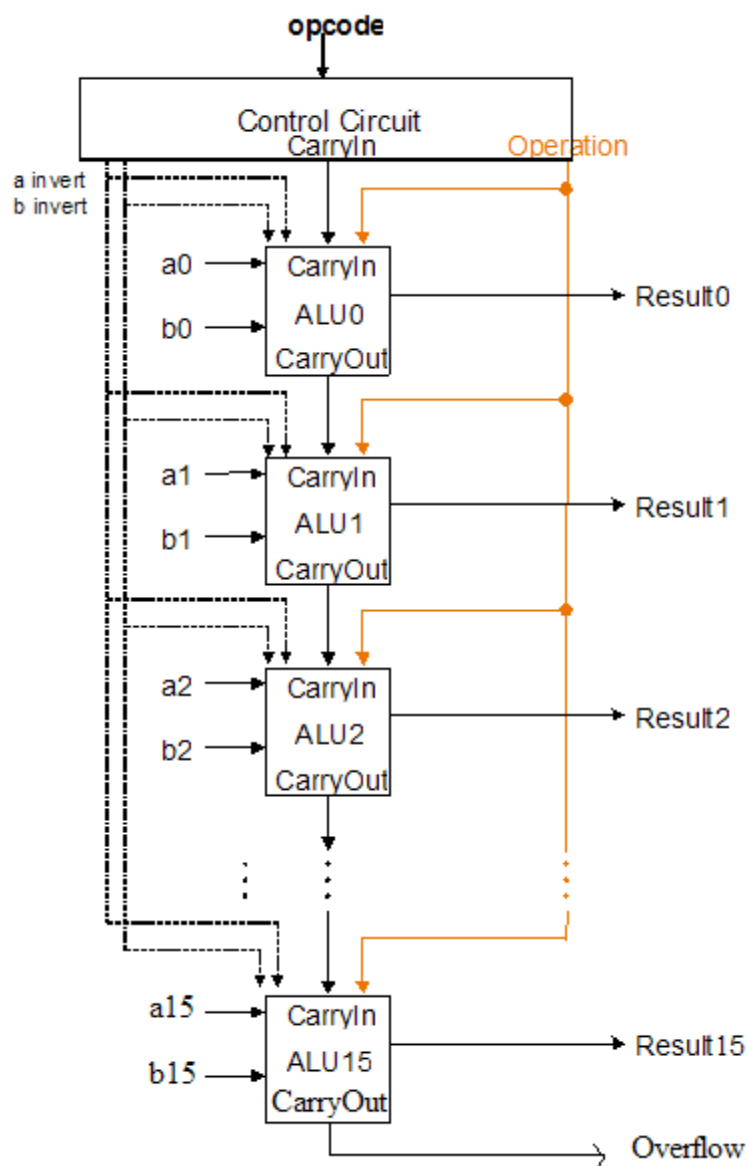 opcode
Control Circuit
CarryIn Operation
a invert
b invert
a0 CarryIn
ALU0 Result0
b0
CarryOut
a1 CarryIn
ALU1 Result1
b1
CarryOut
a2 CarryIn
ALU2 Result2
b2
CarryOut
a15 CarryIn
ALU15 Result15
b15
CarryOut
Overflow